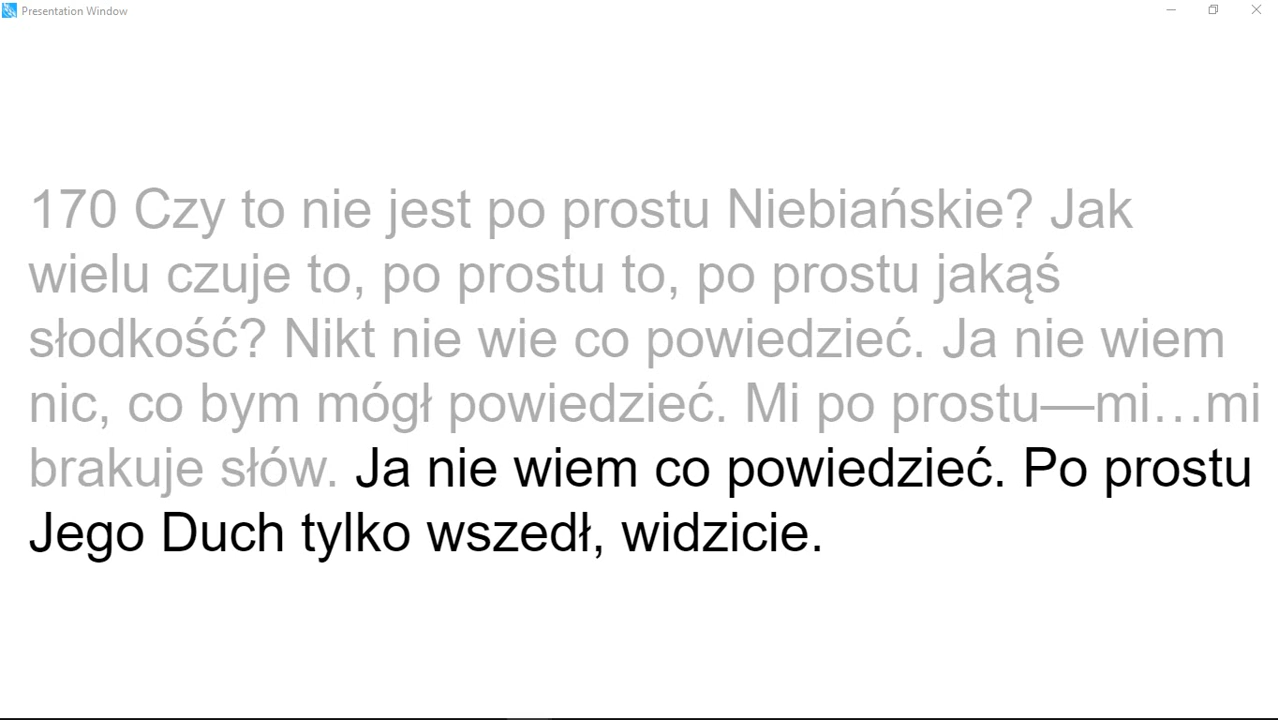 Presentation Window
170 Czy to nie jest po prostu Niebiańskie? Jak
wielu czuje to, po prostu to, po prostu jakąś
słodkość? Nikt nie wie co powiedzieć. Ja nie wiem
nic, co bym mógł powiedzieć. Mi po prostu—mi…mi
brakuje słów. Ja nie wiem co powiedzieć. Po prostu
Jego Duch tylko wszedł, widzicie.